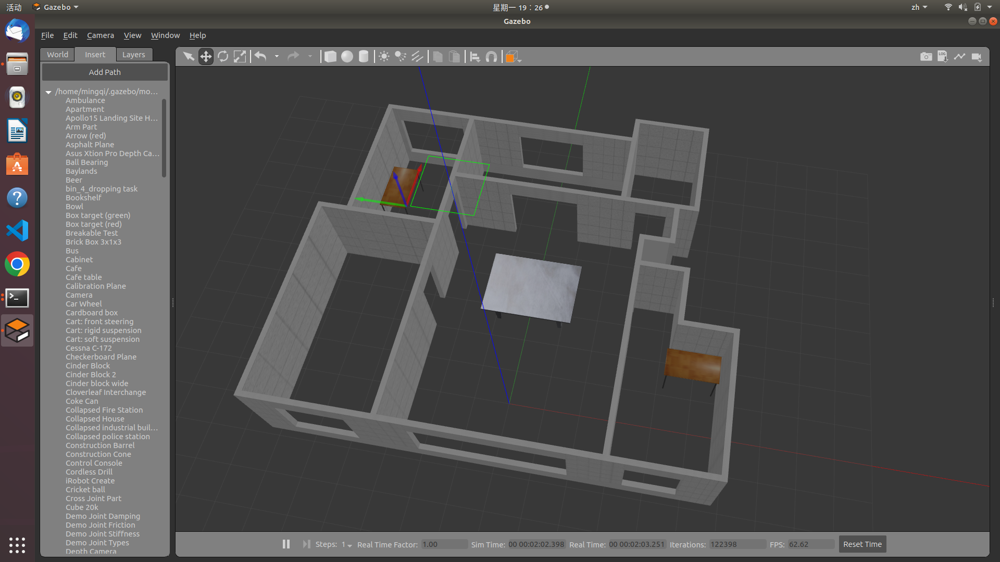 活动
Gazebo
星期一 19：26
zh
Gazebo
File Edit Camera View Window Help
World Insert Layers
Add Path
/home/mingqi/.gazebo/mo...
Ambulance
Apartment
Apollo15 Landing Site H...
Arm Part
Arrow (red)
Asphalt Plane
Asus Xtion Pro Depth Ca...
Ball Bearing
Baylands
Beer
bin_4_dropping task
Bookshelf
Bowl
Box target (green)
Box target (red)
Breakable Test
Brick Box 3x1x3
Bus
Cabinet
Cafe
Cafe table
Calibration Plane
Camera
Car Wheel
Cardboard box
Cart: front steering
Cart: rigid suspension
Cart: soft suspension
Cessna C-172
Checkerboard Plane
Cinder Block
Cinder Block 2
Cinder block wide
Cloverleaf Interchange
Coke Can
Collapsed Fire Station
Collapsed House
Collapsed industrial buil...
Collapsed police station
Construction Barrel
Construction Cone
Control Console
Cordless Drill
iRobot Create
Cricket ball
Cross Joint Part
Cube 20k
Demo Joint Damping
Demo Joint Friction
Demo Joint Stiffness
Demo Joint Types
Depth Camera
LOG
Steps: 1 Real Time Factor: 1.00 Sim Time: 00 00:02:02.398 Real Time: 00 00:02:03.251 Iterations: 122398 FPS: 62.62 Reset Time